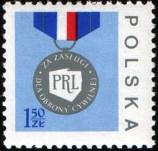 ZA ZASŁUGI
PRL
DLA OBRONY CYWILNEJ
1.50
ZŁ
POLSKA